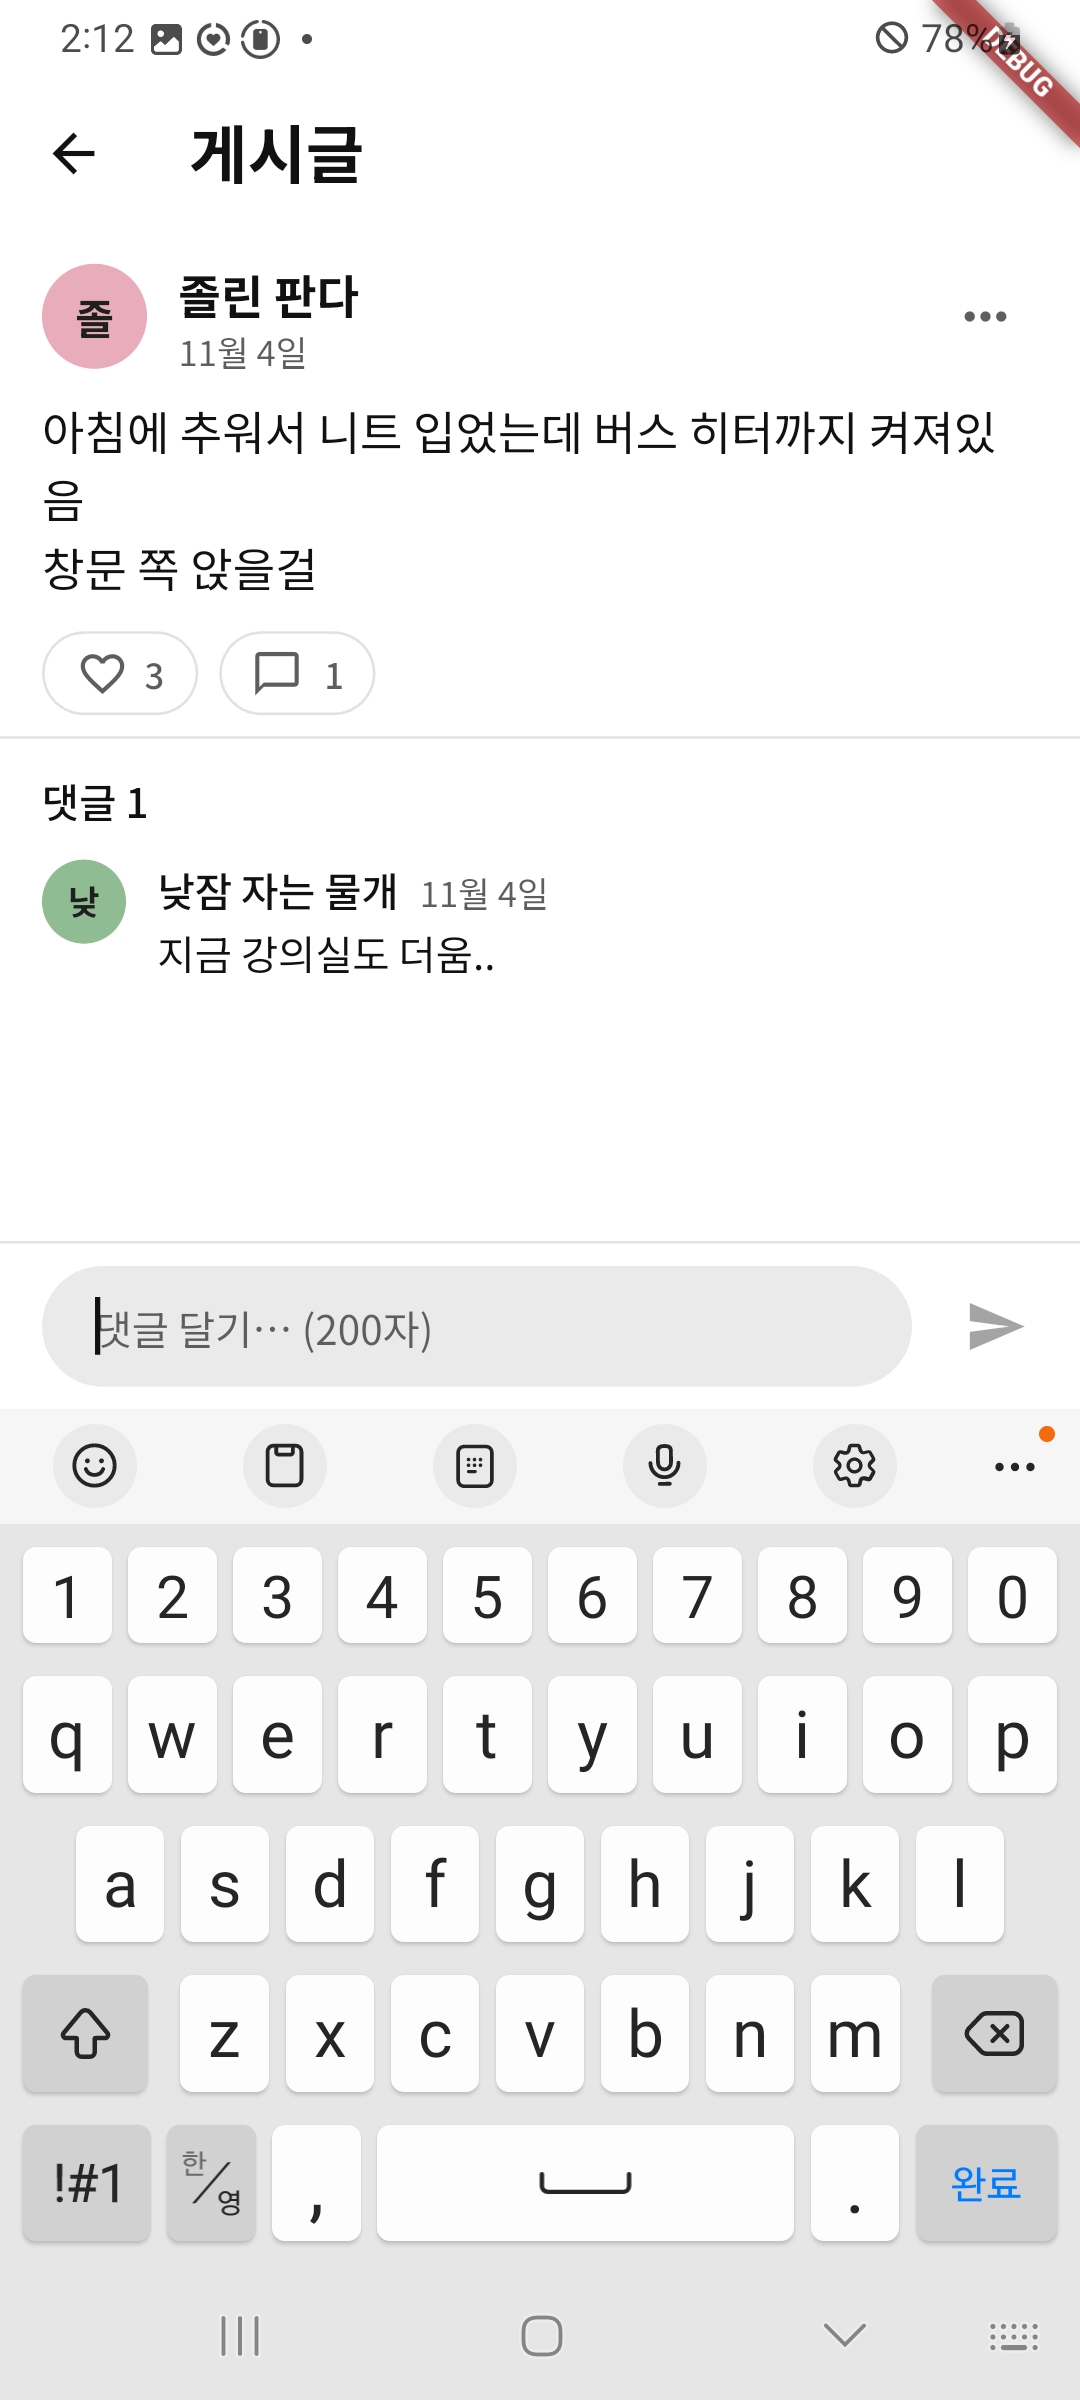 2:12
78%
DEBUG
게시글
졸
졸린 판다
11월 4일
아침에 추워서 니트 입었는데 버스 히터까지 켜져있
음
창문 쪽 앉을걸
3
1
댓글 1
낮
낮잠 자는 물개 11월 4일
지금 강의실도 더움..
댓글 달기… (200자)
1 2 3 4 5 6 7 8 9 0
q w e r t y u i o p
a s d f g h j k l
z x c v b n m
!#1 한/영 , . 완료